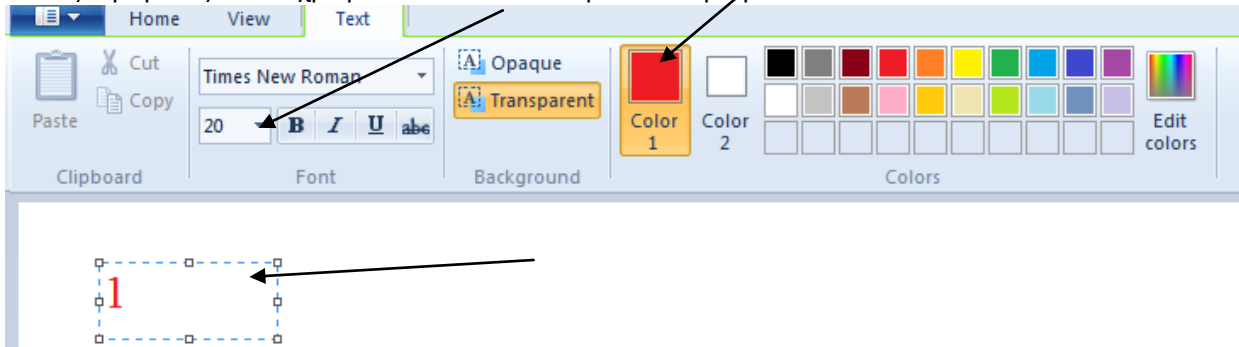 Home View Text
Cut
Copy
Paste
Clipboard
Times New Roman
20 B I U abc
Font
Opaque
Transparent
Background
Color 1
Color 2
Edit colors
Colors
1